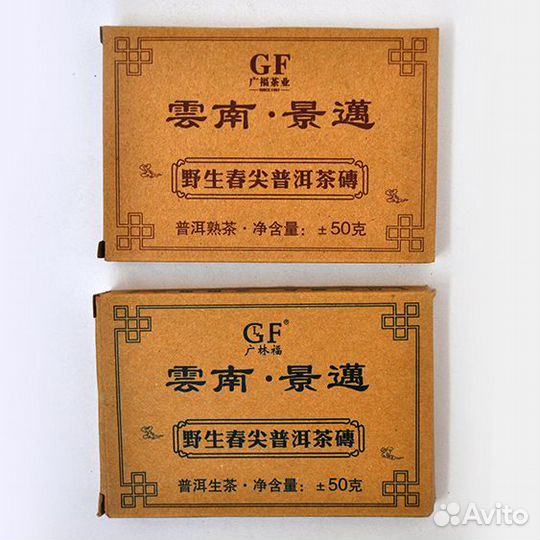 GF
广福茶业
雲南·景邁
野生春尖普洱茶磚
普洱熟茶·净含量：±50克
GF®
广林福
雲南·景邁
野生春尖普洱茶磚
普洱生茶·净含量：±50克
Avito